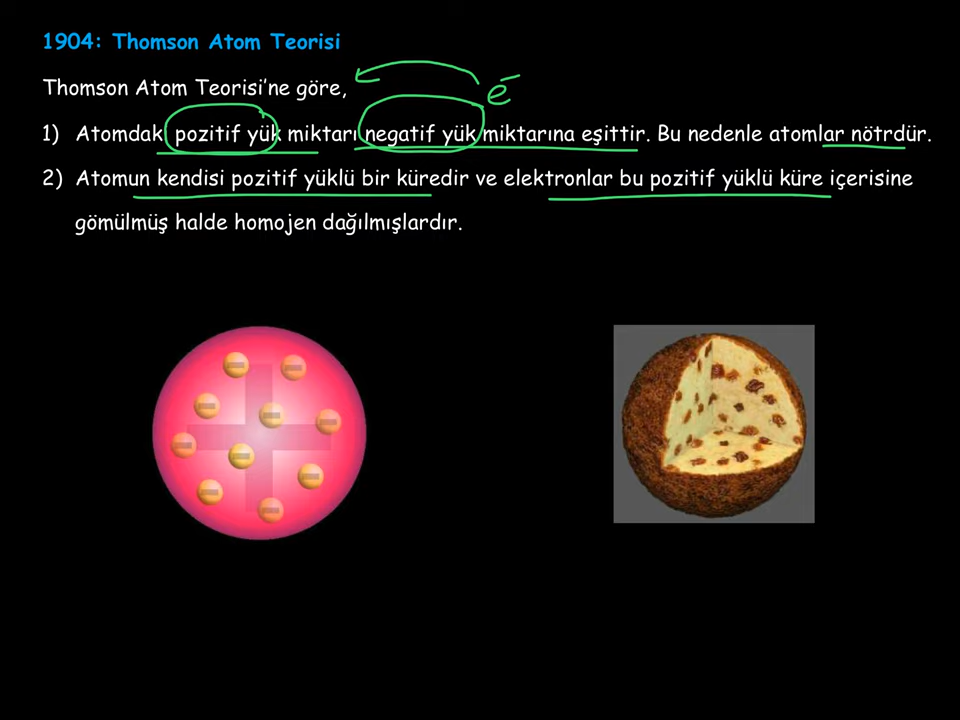 1904: Thomson Atom Teorisi
Thomson Atom Teorisi’ne göre,
e⁻
1) Atomdak pozitif yük miktarı negatif yük miktarına eşittir. Bu nedenle atomlar nötrdür.
2) Atomun kendisi pozitif yüklü bir küredir ve elektronlar bu pozitif yüklü küre içerisine
gömülmüş halde homojen dağılmışlardır.